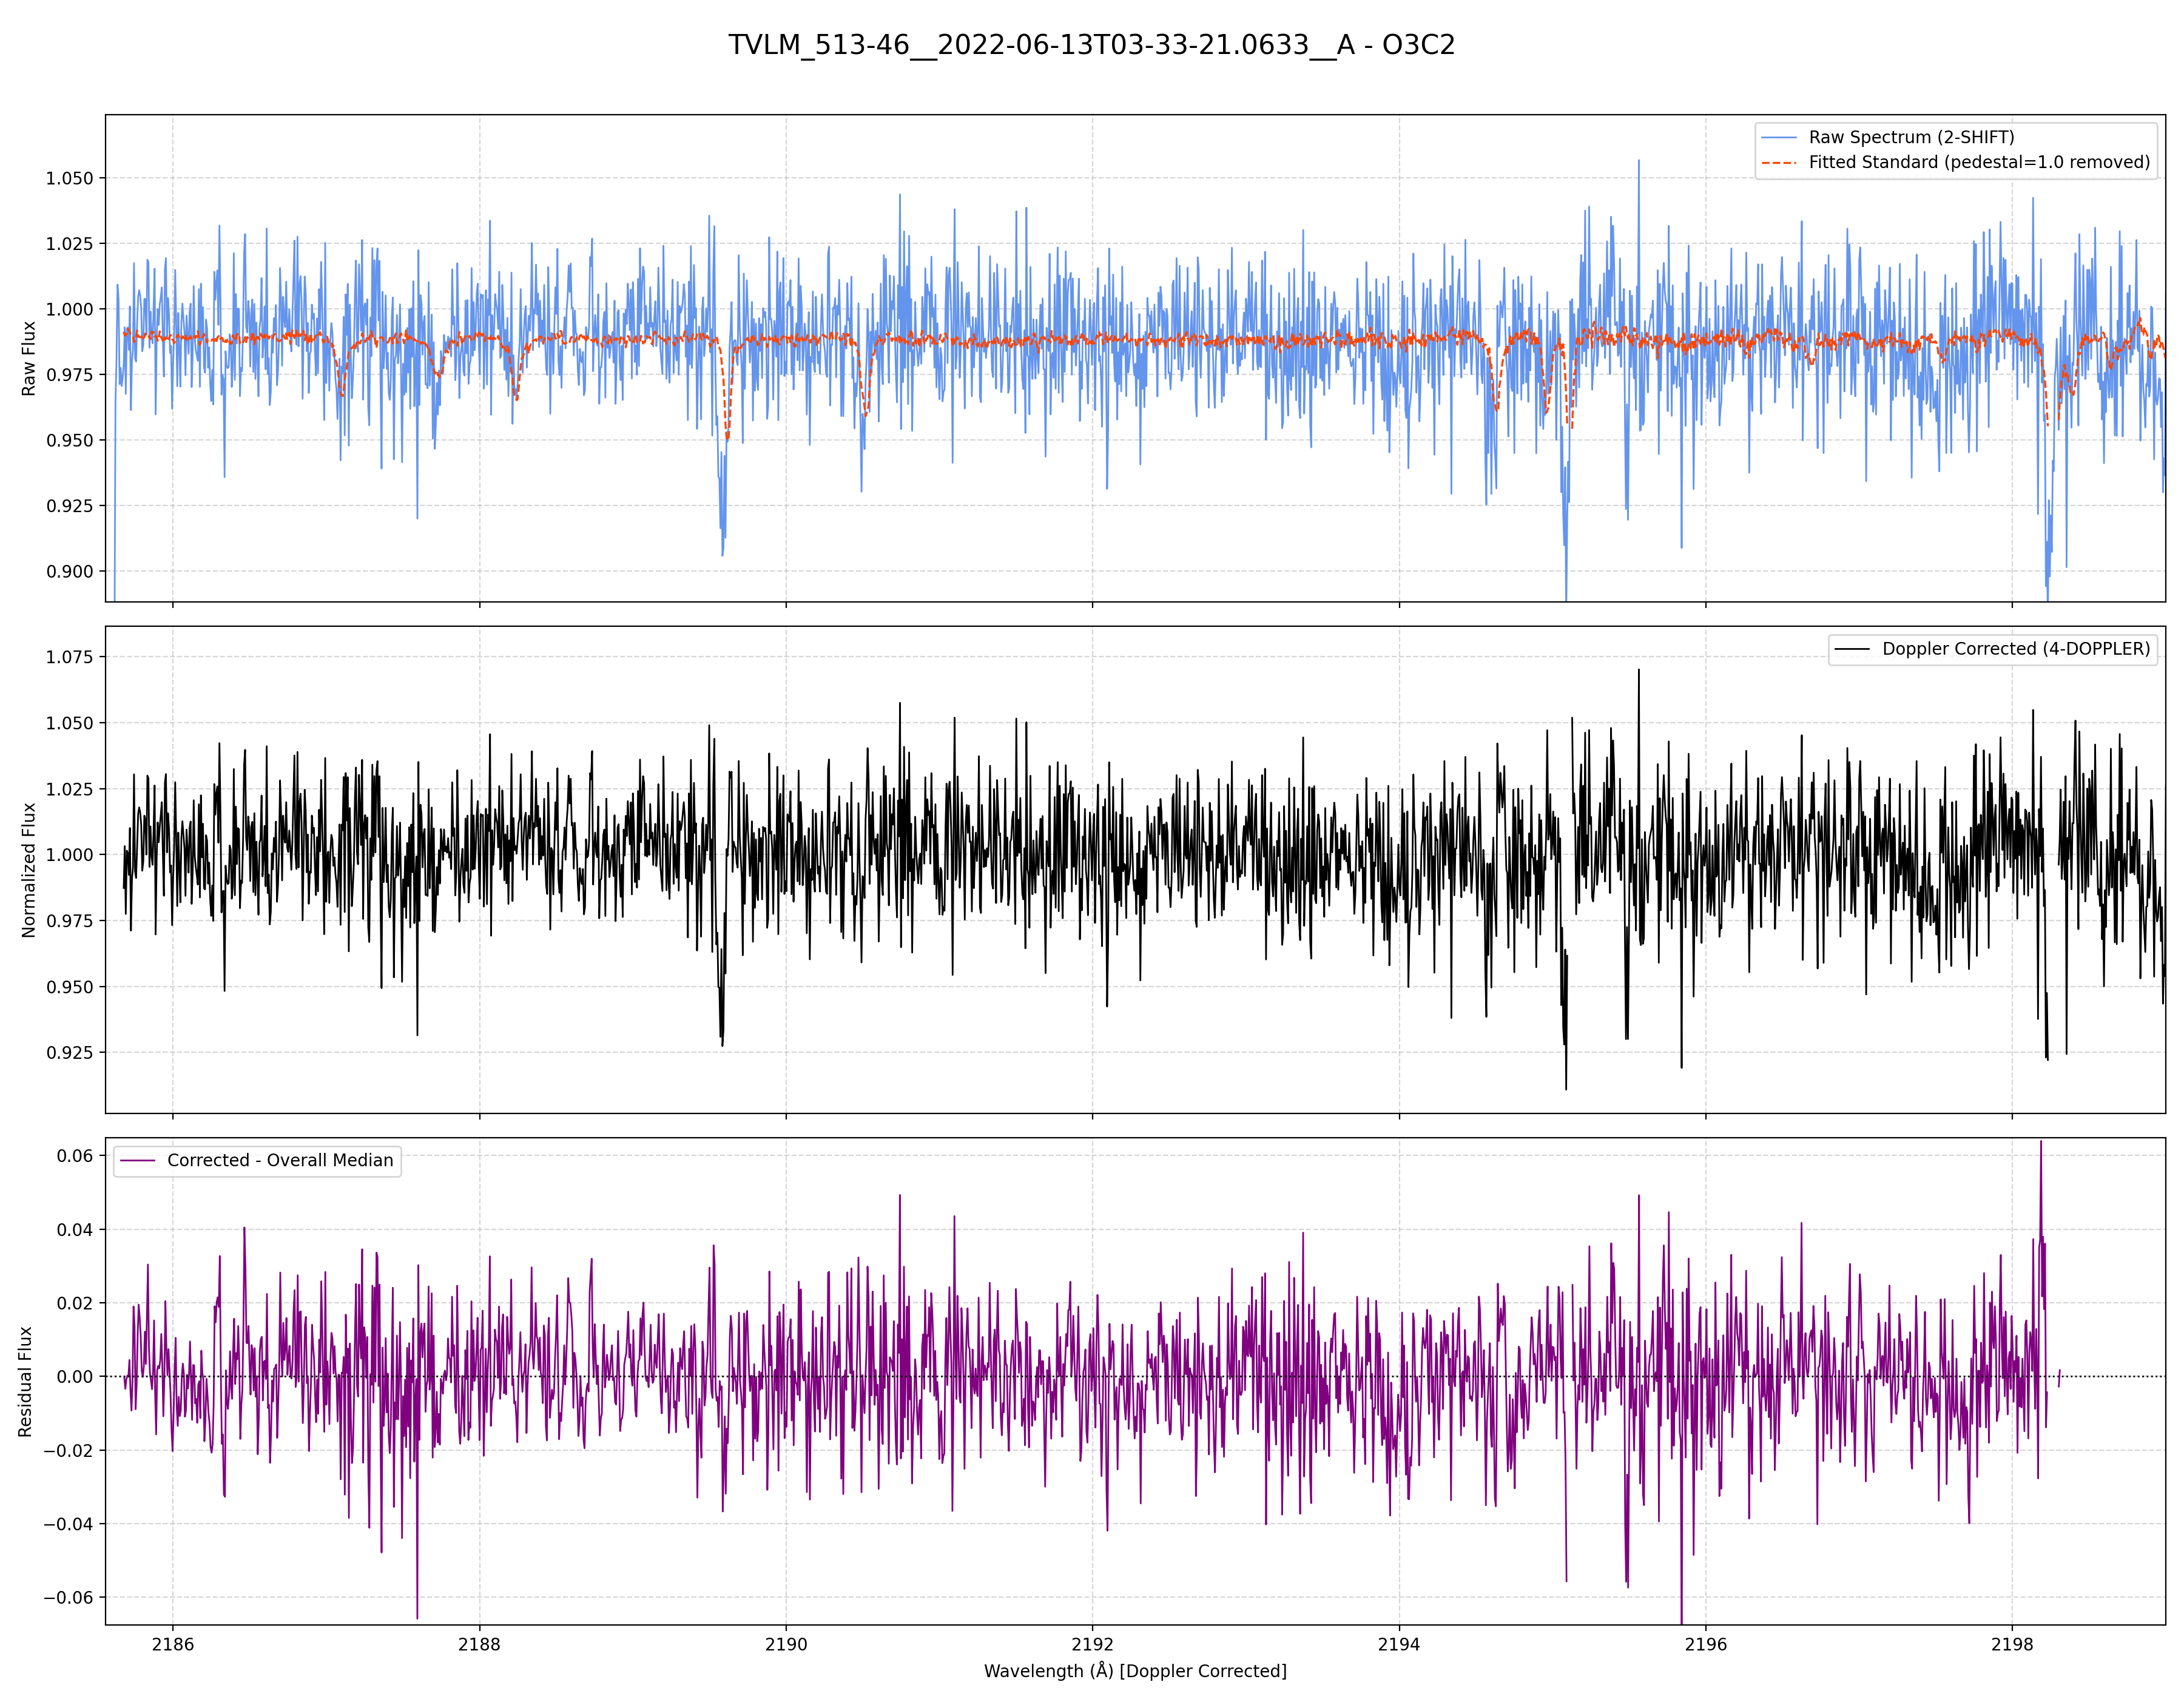 TVLM_513-46__2022-06-13T03-33-21.0633__A - O3C2
Raw Flux
1.050
1.025
1.000
0.975
0.950
0.925
0.900
Raw Spectrum (2-SHIFT)
Fitted Standard (pedestal=1.0 removed)
Normalized Flux
1.075
1.050
1.025
1.000
0.975
0.950
0.925
Doppler Corrected (4-DOPPLER)
Residual Flux
0.06
0.04
0.02
0.00
−0.02
−0.04
−0.06
Corrected - Overall Median
2186 2188 2190 2192 2194 2196 2198
Wavelength (Å) [Doppler Corrected]